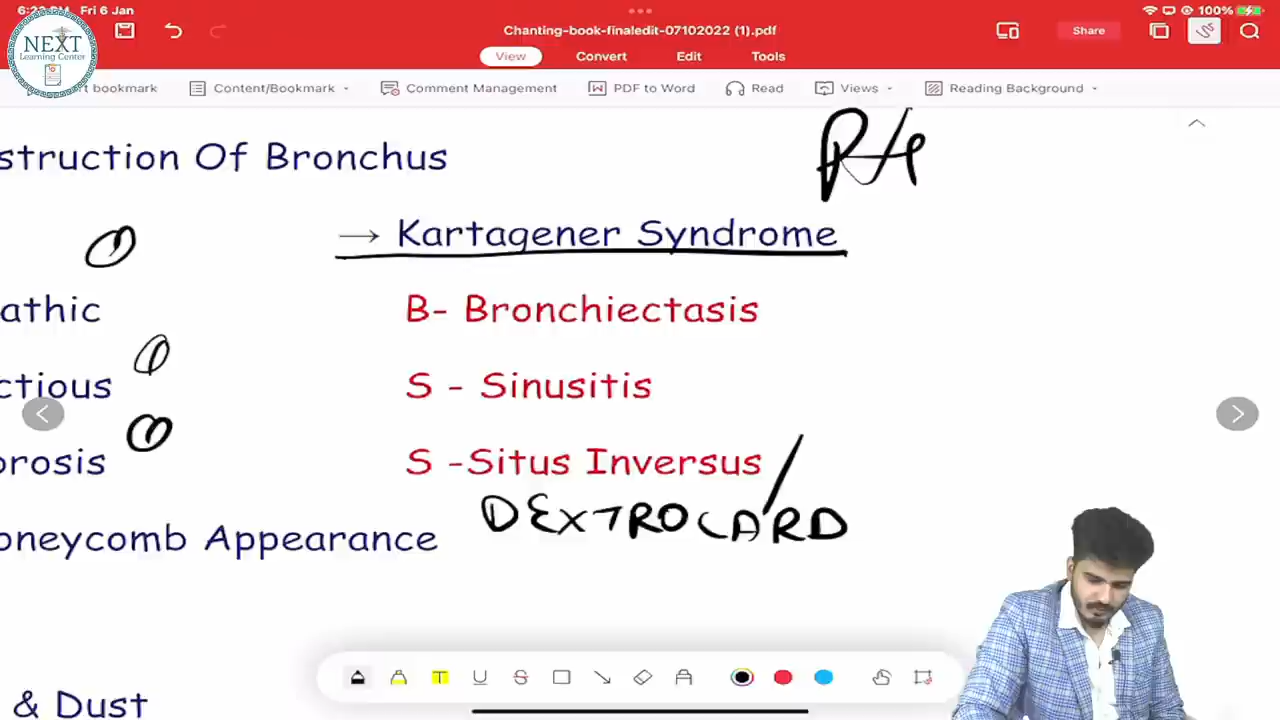 Fri 6 Jan
100%
NEXT
Learning Center
Chanting-book-finaledit-07102022 (1).pdf
Share
View Convert Edit Tools
bookmark Content/Bookmark Comment Management PDF to Word Read Views Reading Background
struction Of Bronchus
→ Kartagener Syndrome
athic B- Bronchiectasis
ctious S - Sinusitis
rosis S -Situs Inversus /
DEXTROCARD
oneycomb Appearance
& Dust